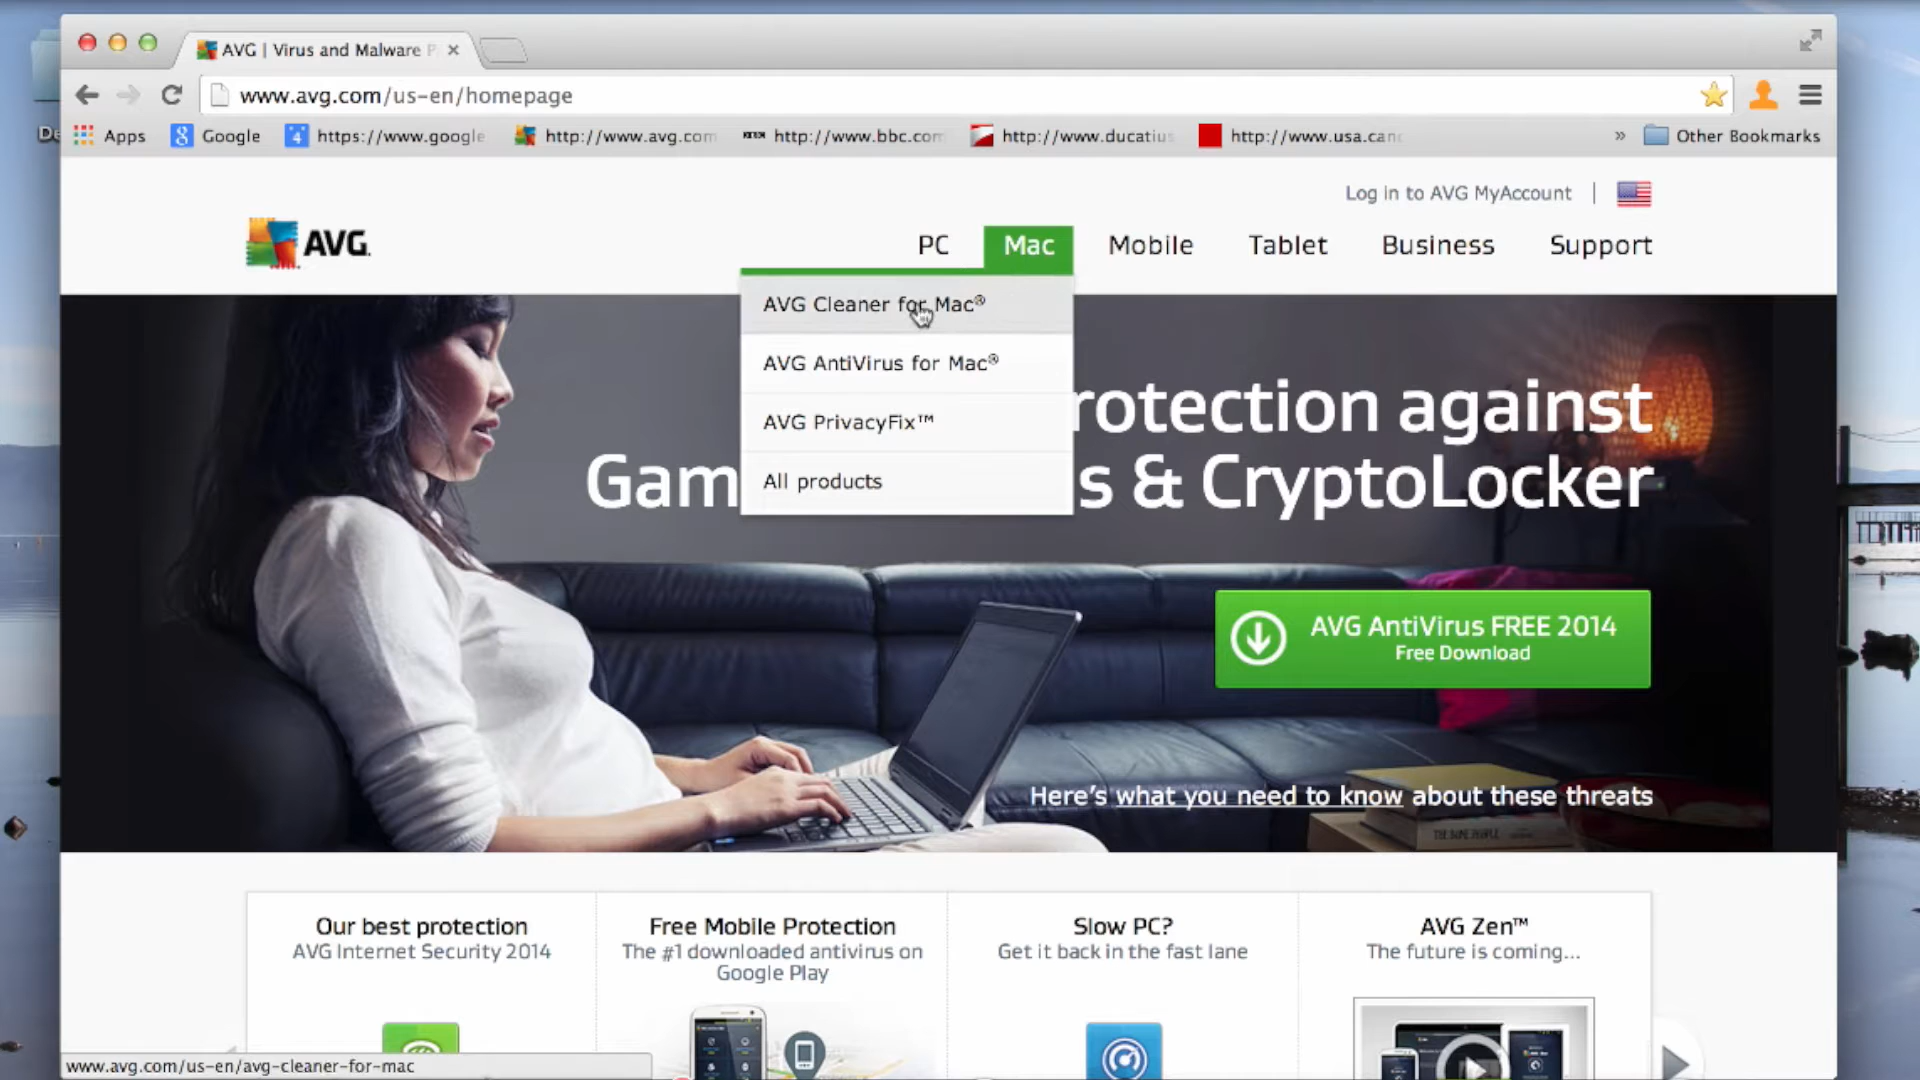 AVG | Virus and Malware P
www.avg.com/us-en/homepage
Apps
Google
https://www.google
http://www.avg.com
http://www.bbc.com
http://www.ducatius
http://www.usa.cano
» Other Bookmarks
Log in to AVG MyAccount |
AVG.
PC Mac Mobile Tablet Business Support
AVG Cleaner for Mac®
AVG AntiVirus for Mac®
AVG PrivacyFix™
All products
rotection against
Gam s & CryptoLocker
AVG AntiVirus FREE 2014
Free Download
Here's what you need to know about these threats
Our best protection
AVG Internet Security 2014
Free Mobile Protection
The #1 downloaded antivirus on
Google Play
Slow PC?
Get it back in the fast lane
AVG Zen™
The future is coming...
www.avg.com/us-en/avg-cleaner-for-mac